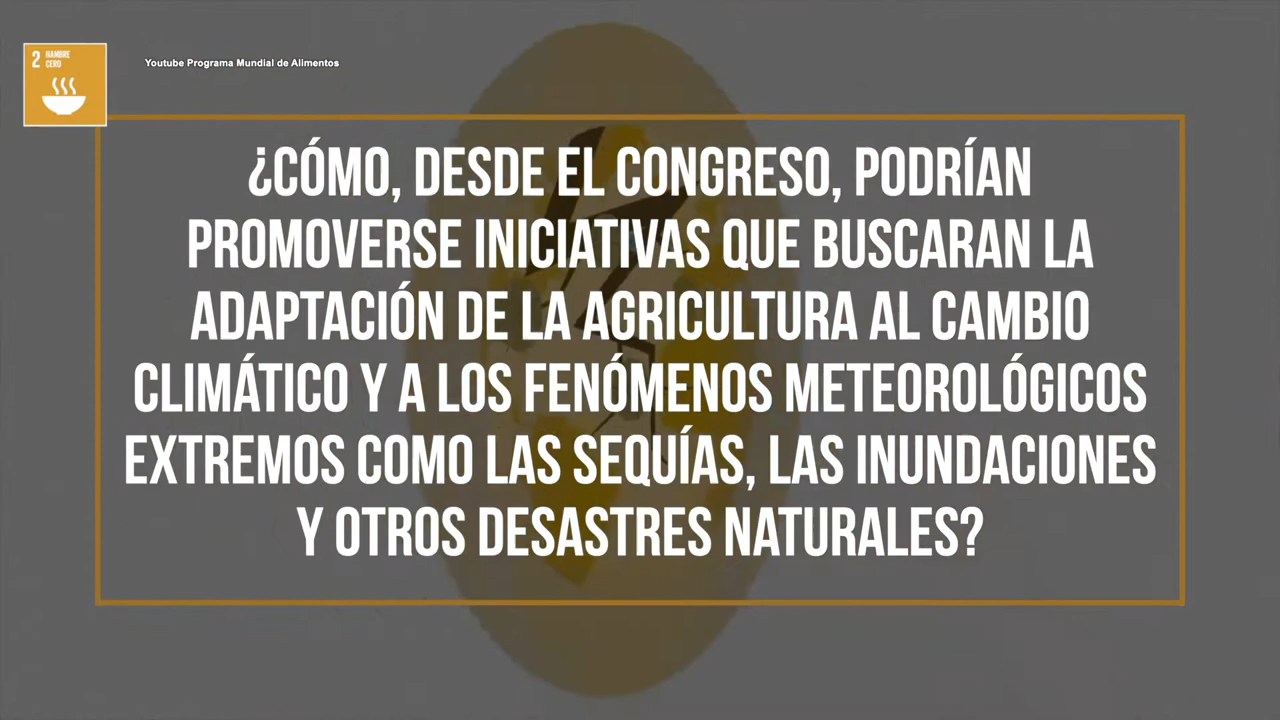 2 HAMBRE
CERO
Youtube Programa Mundial de Alimentos
¿CÓMO, DESDE EL CONGRESO, PODRÍAN
PROMOVERSE INICIATIVAS QUE BUSCARAN LA
ADAPTACIÓN DE LA AGRICULTURA AL CAMBIO
CLIMÁTICO Y A LOS FENÓMENOS METEOROLÓGICOS
EXTREMOS COMO LAS SEQUÍAS, LAS INUNDACIONES
Y OTROS DESASTRES NATURALES?